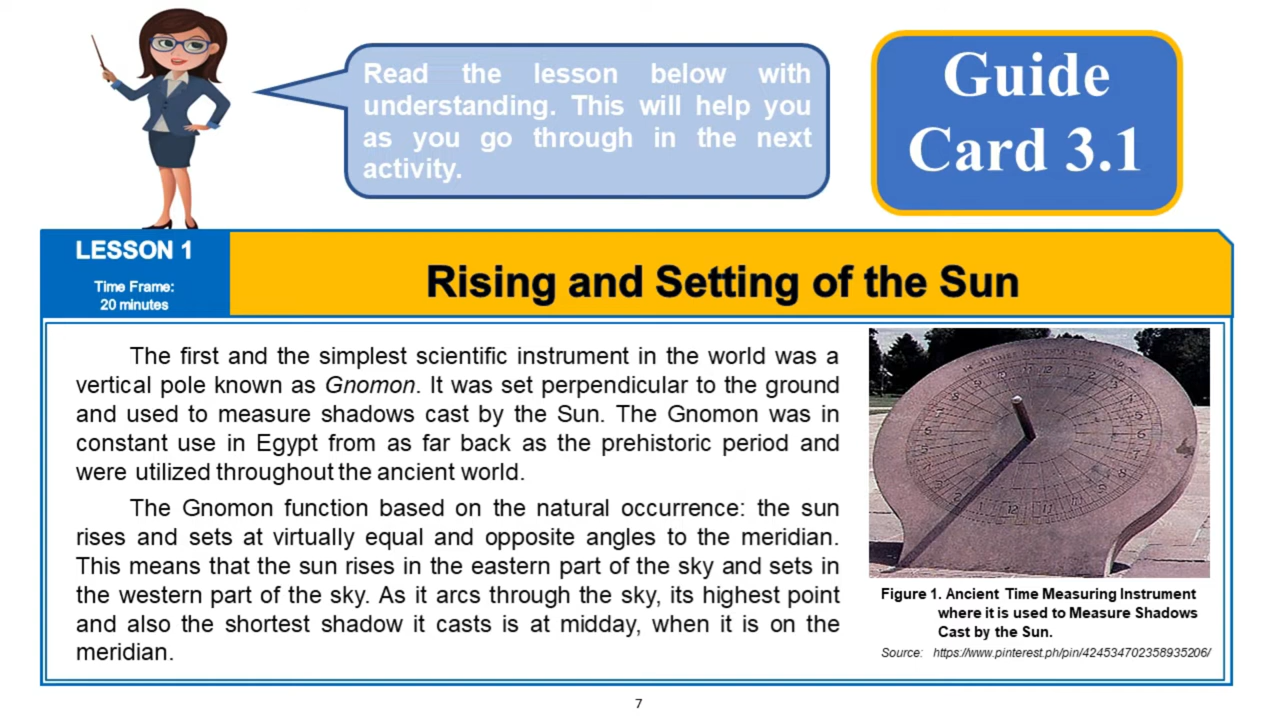 Read the lesson below with
understanding. This will help you
as you go through in the next
activity.
Guide
Card 3.1
LESSON 1
Time Frame:
20 minutes
Rising and Setting of the Sun
The first and the simplest scientific instrument in the world was a
vertical pole known as Gnomon. It was set perpendicular to the ground
and used to measure shadows cast by the Sun. The Gnomon was in
constant use in Egypt from as far back as the prehistoric period and
were utilized throughout the ancient world.
The Gnomon function based on the natural occurrence: the sun
rises and sets at virtually equal and opposite angles to the meridian.
This means that the sun rises in the eastern part of the sky and sets in
the western part of the sky. As it arcs through the sky, its highest point
and also the shortest shadow it casts is at midday, when it is on the
meridian.
Figure 1. Ancient Time Measuring Instrument
where it is used to Measure Shadows
Cast by the Sun.
Source: https://www.pinterest.ph/pin/424534702358935206/
7